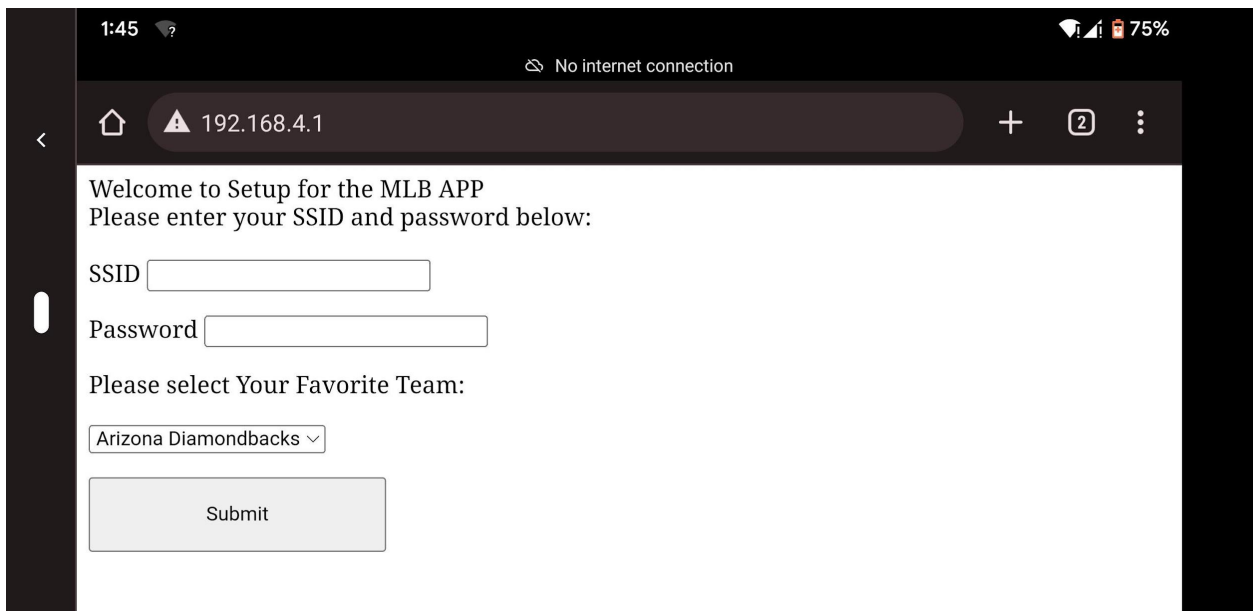 1:45
75%
No internet connection
192.168.4.1
2
Welcome to Setup for the MLB APP
Please enter your SSID and password below:
SSID
Password
Please select Your Favorite Team:
Arizona Diamondbacks
Submit